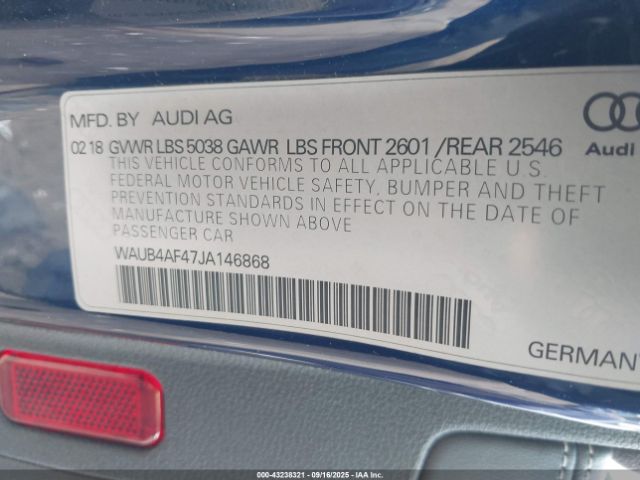 MFD. BY AUDI AG
02 18 GVWR LBS 5038 GAWR LBS FRONT 2601 /REAR 2546
THIS VEHICLE CONFORMS TO ALL APPLICABLE U.S.
FEDERAL MOTOR VEHICLE SAFETY, BUMPER AND THEFT
PREVENTION STANDARDS IN EFFECT ON THE DATE OF
MANUFACTURE SHOWN ABOVE
PASSENGER CAR
WAUB4AF47JA146868
Audi
GERMANY
000-43238321 - 09/16/2025 - IAA Inc.